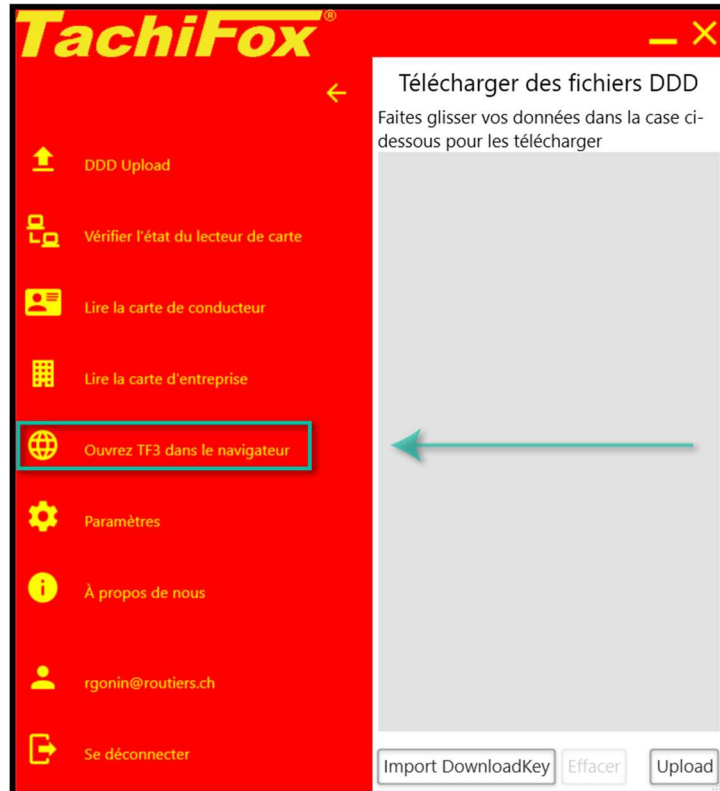 TachiFox®
Télécharger des fichiers DDD
Faites glisser vos données dans la case ci-
dessous pour les télécharger
DDD Upload
Vérifier l'état du lecteur de carte
Lire la carte de conducteur
Lire la carte d'entreprise
Ouvrez TF3 dans le navigateur
Paramètres
À propos de nous
rgonin@routiers.ch
Se déconnecter
Import DownloadKey
Effacer
Upload